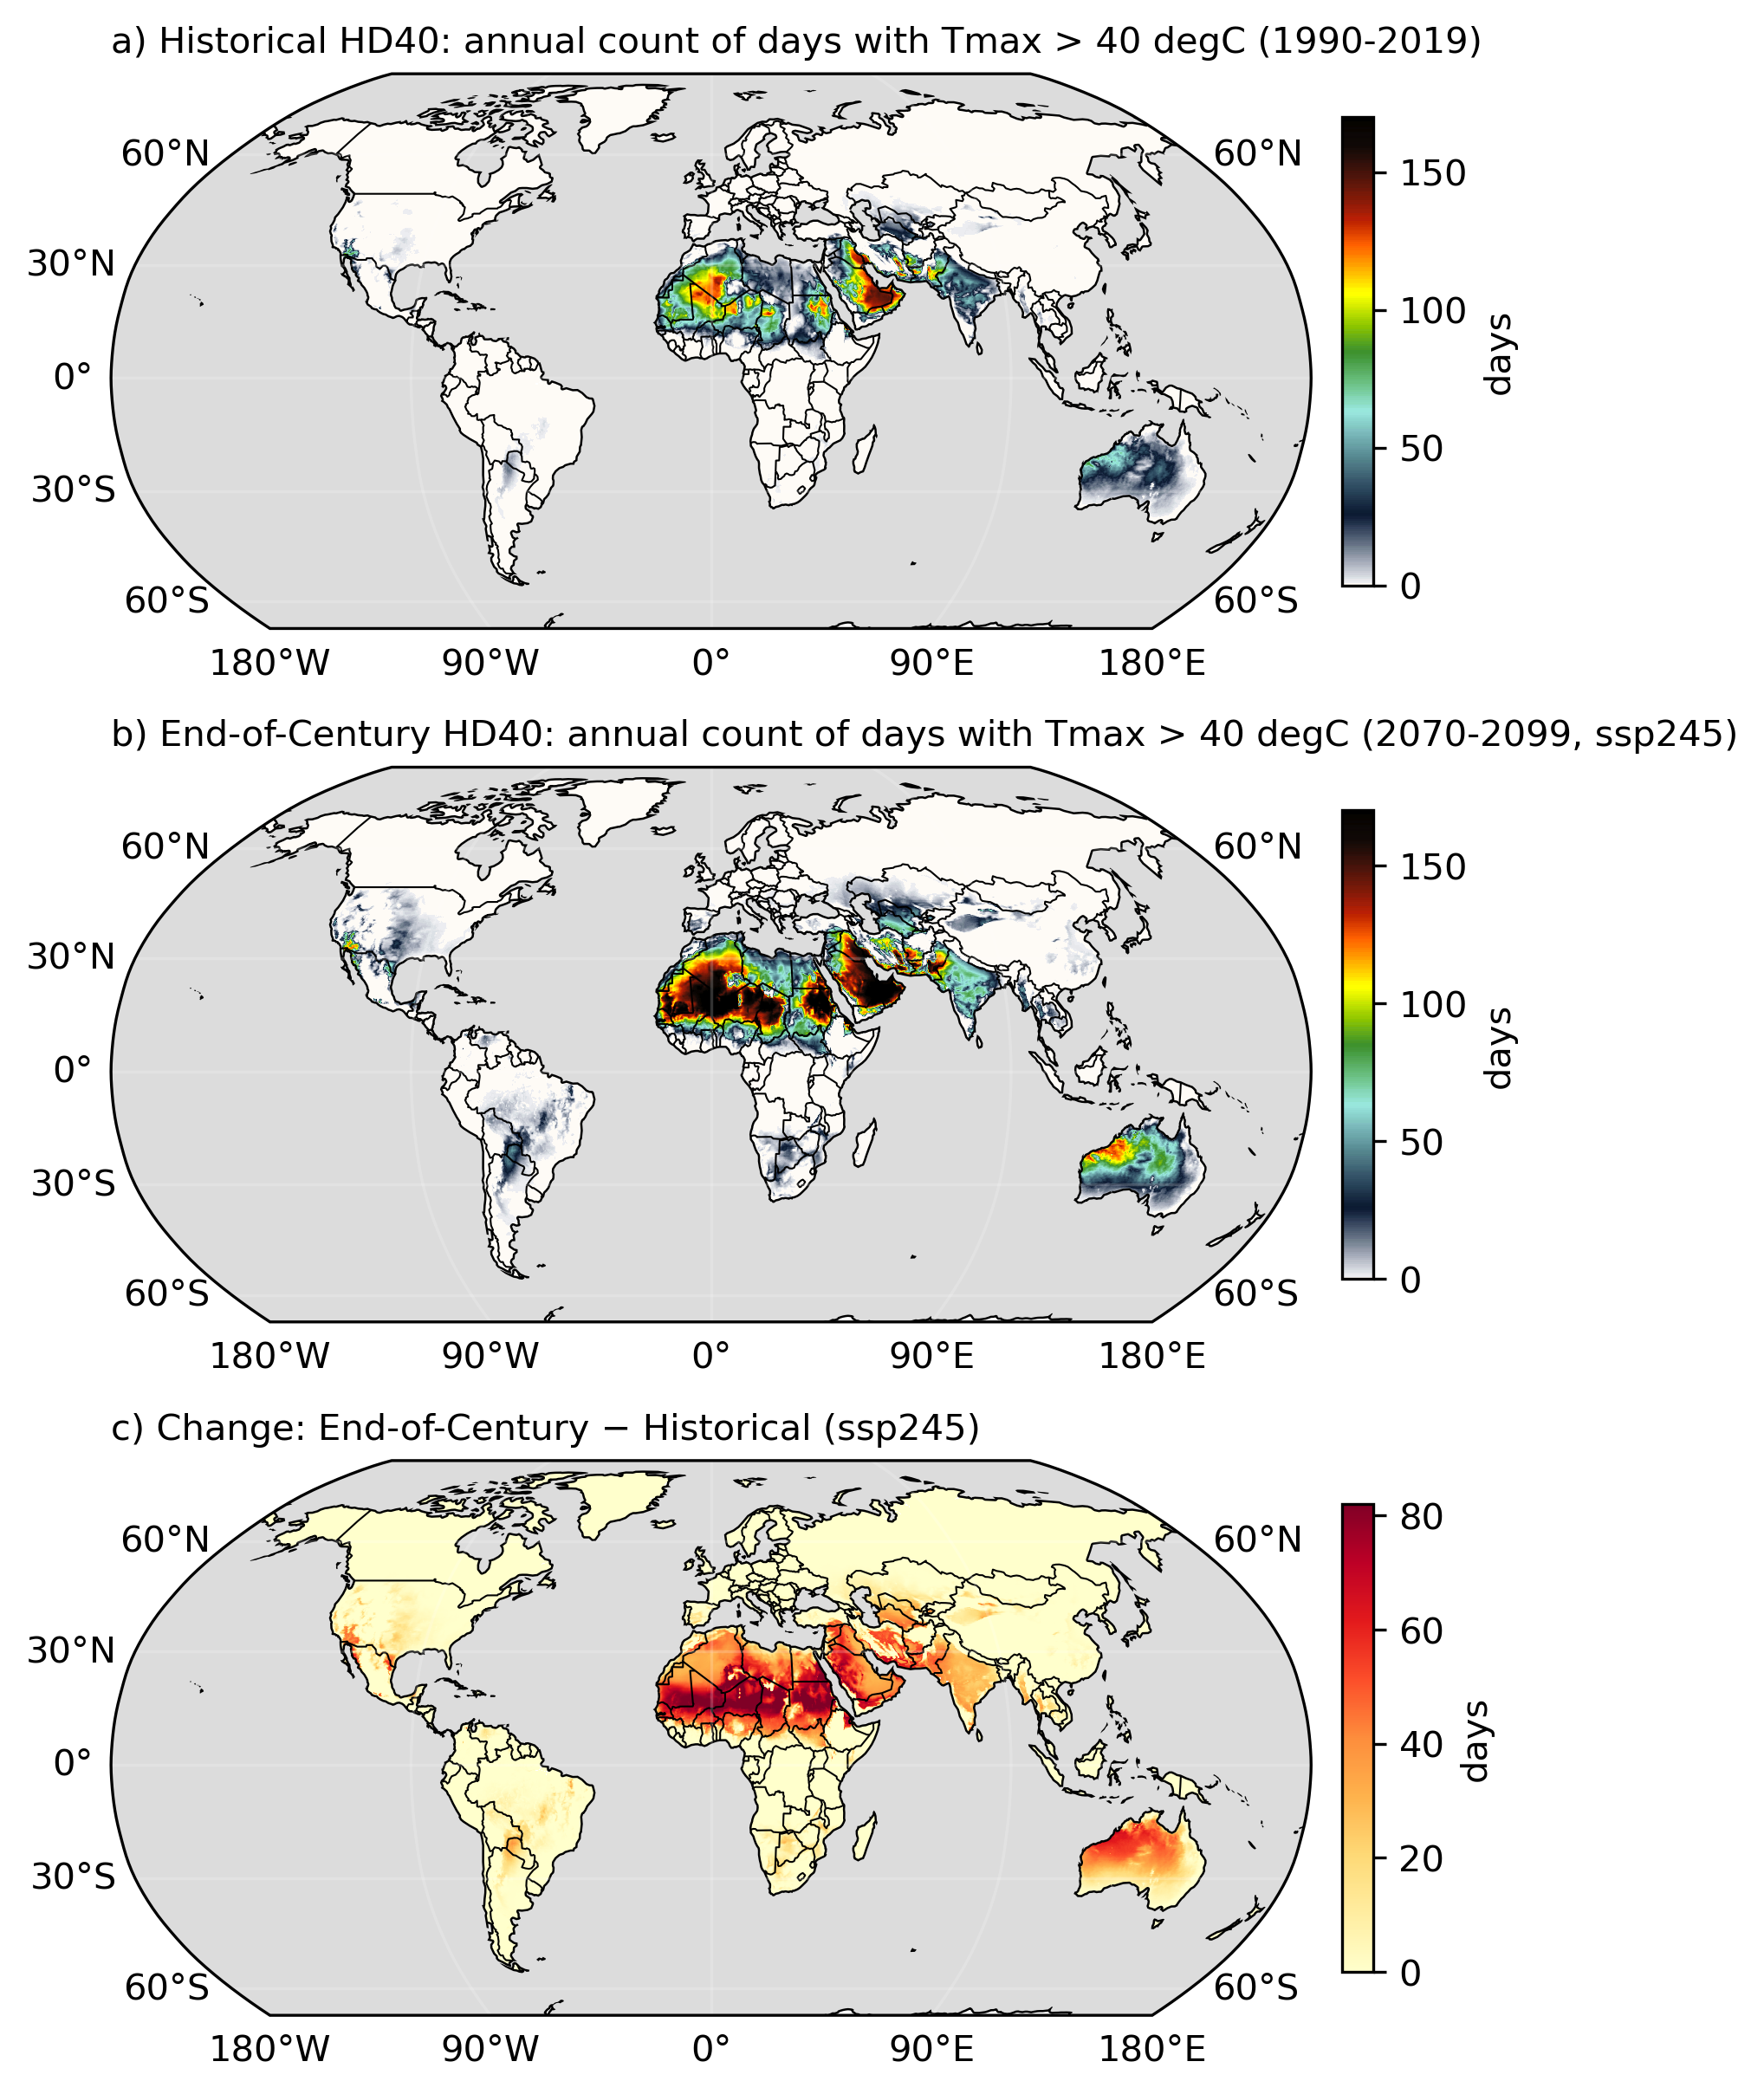 a) Historical HD40: annual count of days with Tmax > 40 degC (1990-2019)
60°N
60°N
150
30°N
100
days
0°
50
30°S
0
60°S
60°S
180°W 90°W 0° 90°E 180°E
b) End-of-Century HD40: annual count of days with Tmax > 40 degC (2070-2099, ssp245)
60°N
60°N
150
30°N
100
days
0°
50
30°S
0
60°S
60°S
180°W 90°W 0° 90°E 180°E
c) Change: End-of-Century − Historical (ssp245)
80
60°N
60°N
60
30°N
40
days
0°
20
30°S
0
60°S
60°S
180°W 90°W 0° 90°E 180°E